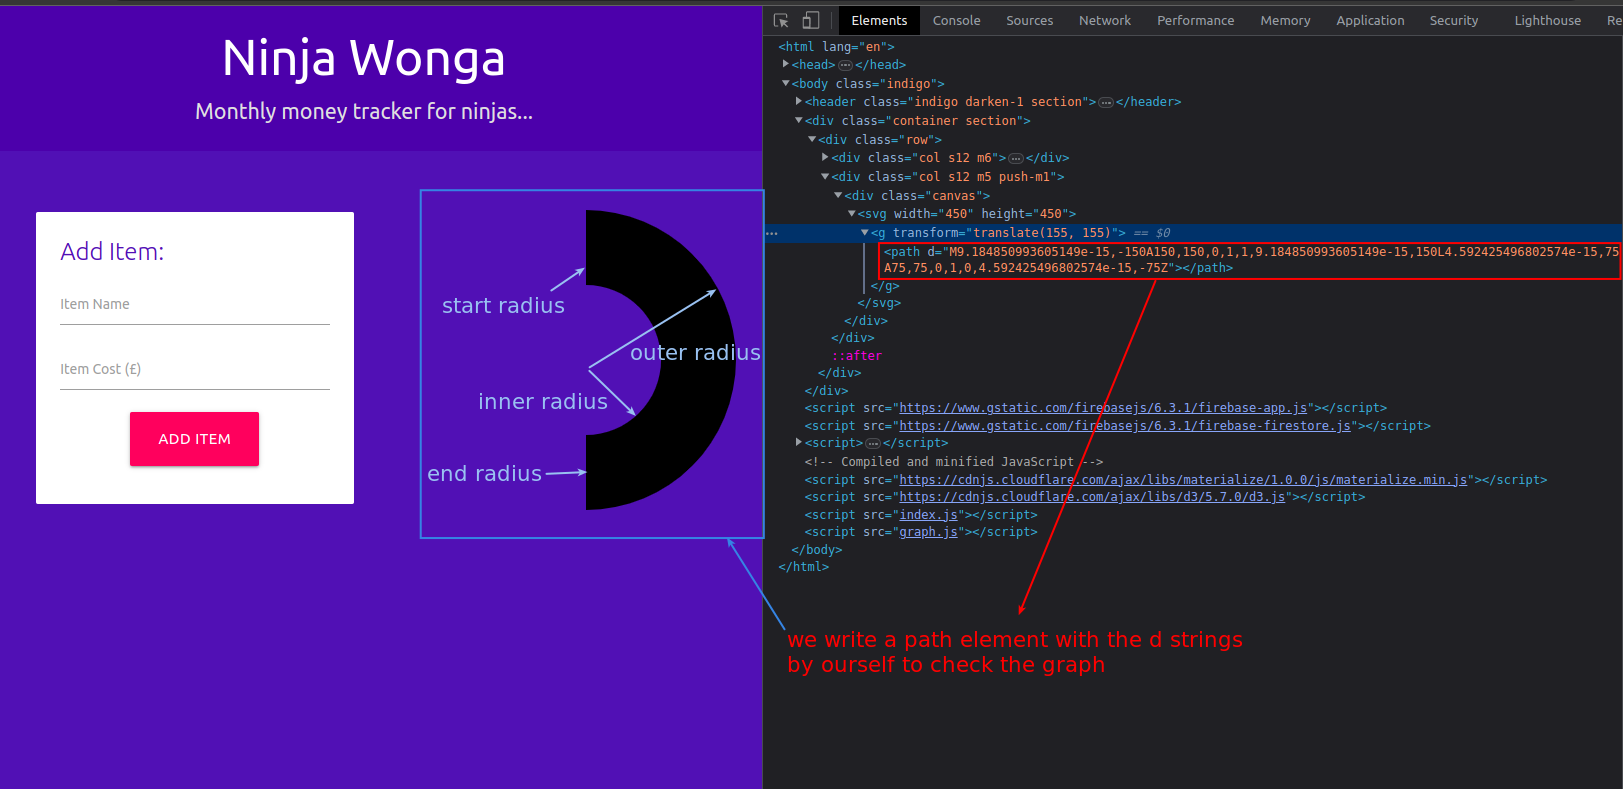 Ninja Wonga
Monthly money tracker for ninjas...
Add Item:
Item Name
Item Cost (£)
ADD ITEM
start radius
outer radius
inner radius
end radius
Elements Console Sources Network Performance Memory Application Security Lighthouse Re
<html lang="en">
<head>…</head>
<body class="indigo">
<header class="indigo darken-1 section">…</header>
<div class="container section">
<div class="row">
<div class="col s12 m6">…</div>
<div class="col s12 m5 push-m1">
<div class="canvas">
<svg width="450" height="450">
… <g transform="translate(155, 155)"> == $0
<path d="M9.184850993605149e-15,-150A150,150,0,1,1,9.184850993605149e-15,150L4.592425496802574e-15,75
A75,75,0,1,0,4.592425496802574e-15,-75Z"></path>
</g>
</svg>
</div>
</div>
::after
</div>
</div>
<script src="https://www.gstatic.com/firebasejs/6.3.1/firebase-app.js"></script>
<script src="https://www.gstatic.com/firebasejs/6.3.1/firebase-firestore.js"></script>
<script>…</script>
<!-- Compiled and minified JavaScript -->
<script src="https://cdnjs.cloudflare.com/ajax/libs/materialize/1.0.0/js/materialize.min.js"></script>
<script src="https://cdnjs.cloudflare.com/ajax/libs/d3/5.7.0/d3.js"></script>
<script src="index.js"></script>
<script src="graph.js"></script>
</body>
</html>
we write a path element with the d strings
by ourself to check the graph